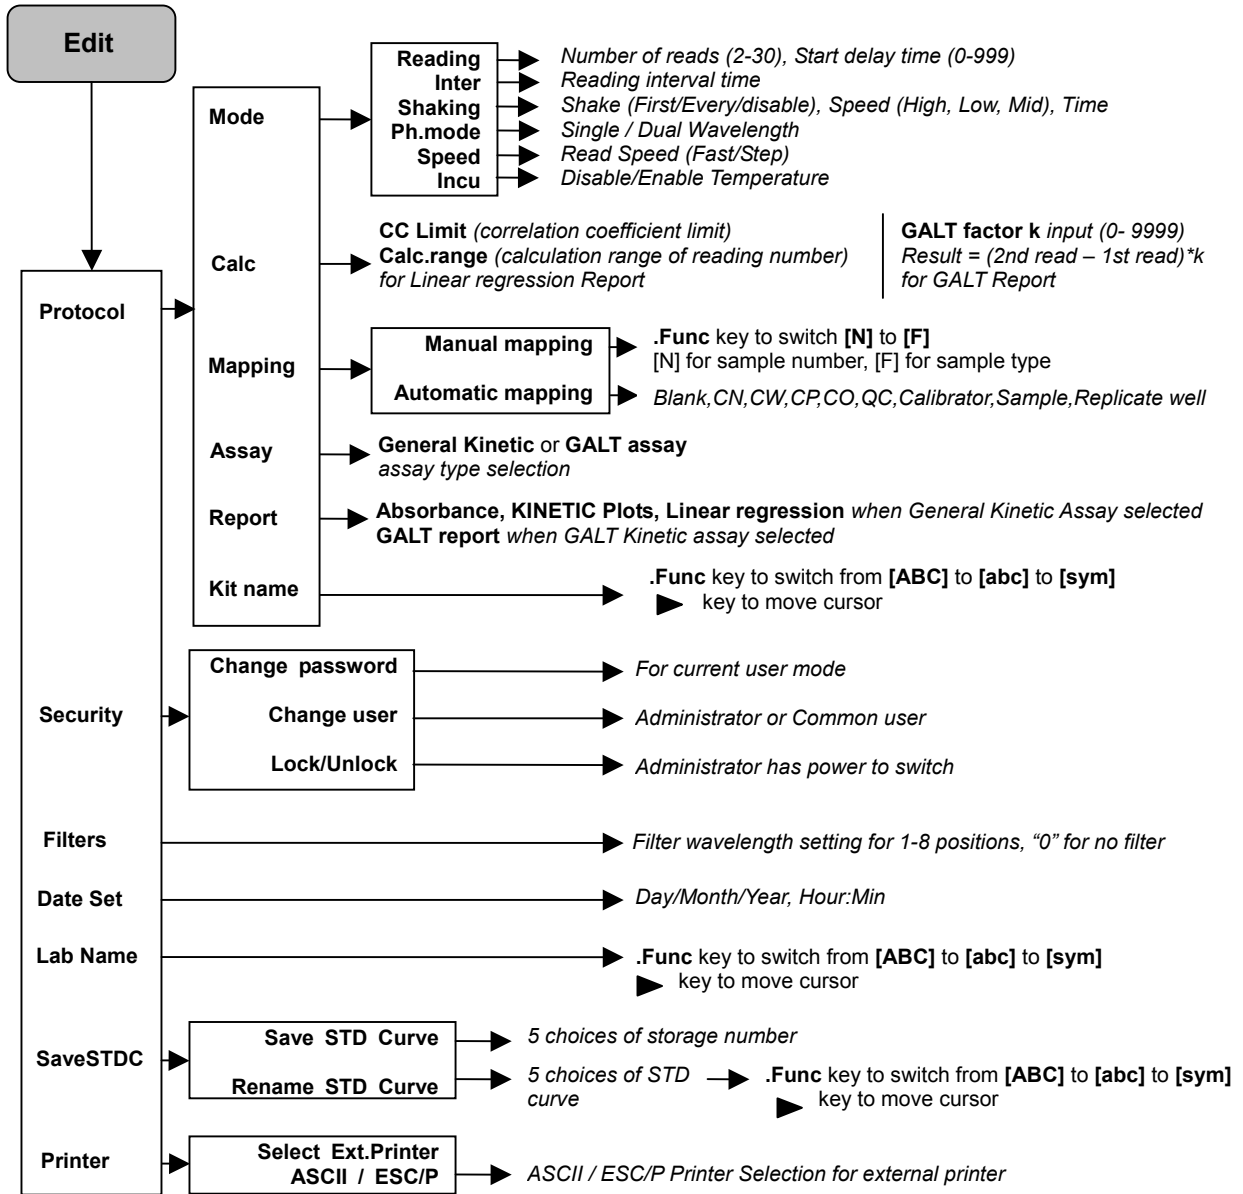 Edit
Reading
Number of reads (2-30), Start delay time (0-999)
Inter
Reading interval time
Mode
Shaking
Shake (First/Every/disable), Speed (High, Low, Mid), Time
Ph.mode
Single / Dual Wavelength
Speed
Read Speed (Fast/Step)
Incu
Disable/Enable Temperature
Calc
CC Limit (correlation coefficient limit)
Calc.range (calculation range of reading number)
for Linear regression Report
GALT factor k input (0- 9999)
Result = (2nd read – 1st read)*k
for GALT Report
Protocol
Mapping
Manual mapping
.Func key to switch [N] to [F]
[N] for sample number, [F] for sample type
Automatic mapping
Blank,CN,CW,CP,CO,QC,Calibrator,Sample,Replicate well
Assay
General Kinetic or GALT assay
assay type selection
Report
Absorbance, KINETIC Plots, Linear regression when General Kinetic Assay selected
GALT report when GALT Kinetic assay selected
Kit name
.Func key to switch from [ABC] to [abc] to [sym]
key to move cursor
Security
Change password
For current user mode
Change user
Administrator or Common user
Lock/Unlock
Administrator has power to switch
Filters
Filter wavelength setting for 1-8 positions, “0” for no filter
Date Set
Day/Month/Year, Hour:Min
Lab Name
.Func key to switch from [ABC] to [abc] to [sym]
key to move cursor
SaveSTDC
Save STD Curve
5 choices of storage number
Rename STD Curve
5 choices of STD
curve
.Func key to switch from [ABC] to [abc] to [sym]
key to move cursor
Printer
Select Ext.Printer
ASCII / ESC/P
ASCII / ESC/P Printer Selection for external printer